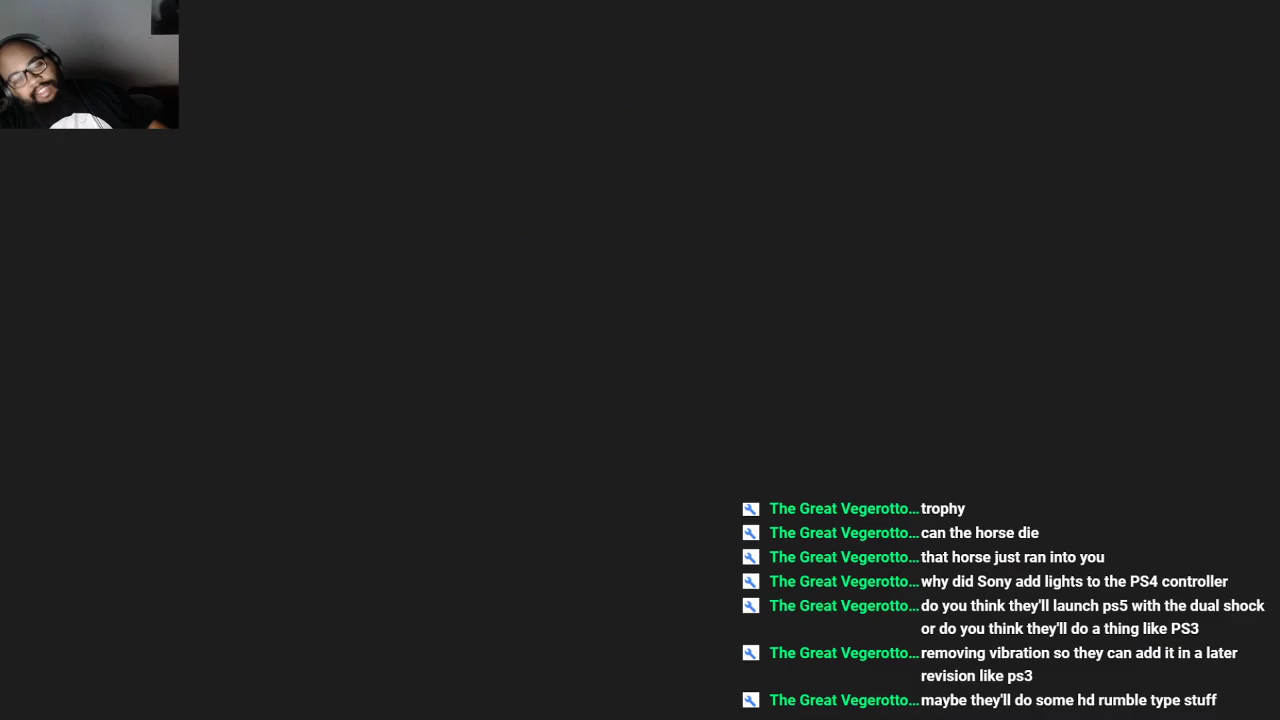 The Great Vegerotto… trophy
The Great Vegerotto… can the horse die
The Great Vegerotto… that horse just ran into you
The Great Vegerotto… why did Sony add lights to the PS4 controller
The Great Vegerotto… do you think they'll launch ps5 with the dual shock
or do you think they'll do a thing like PS3
The Great Vegerotto… removing vibration so they can add it in a later
revision like ps3
The Great Vegerotto… maybe they'll do some hd rumble type stuff